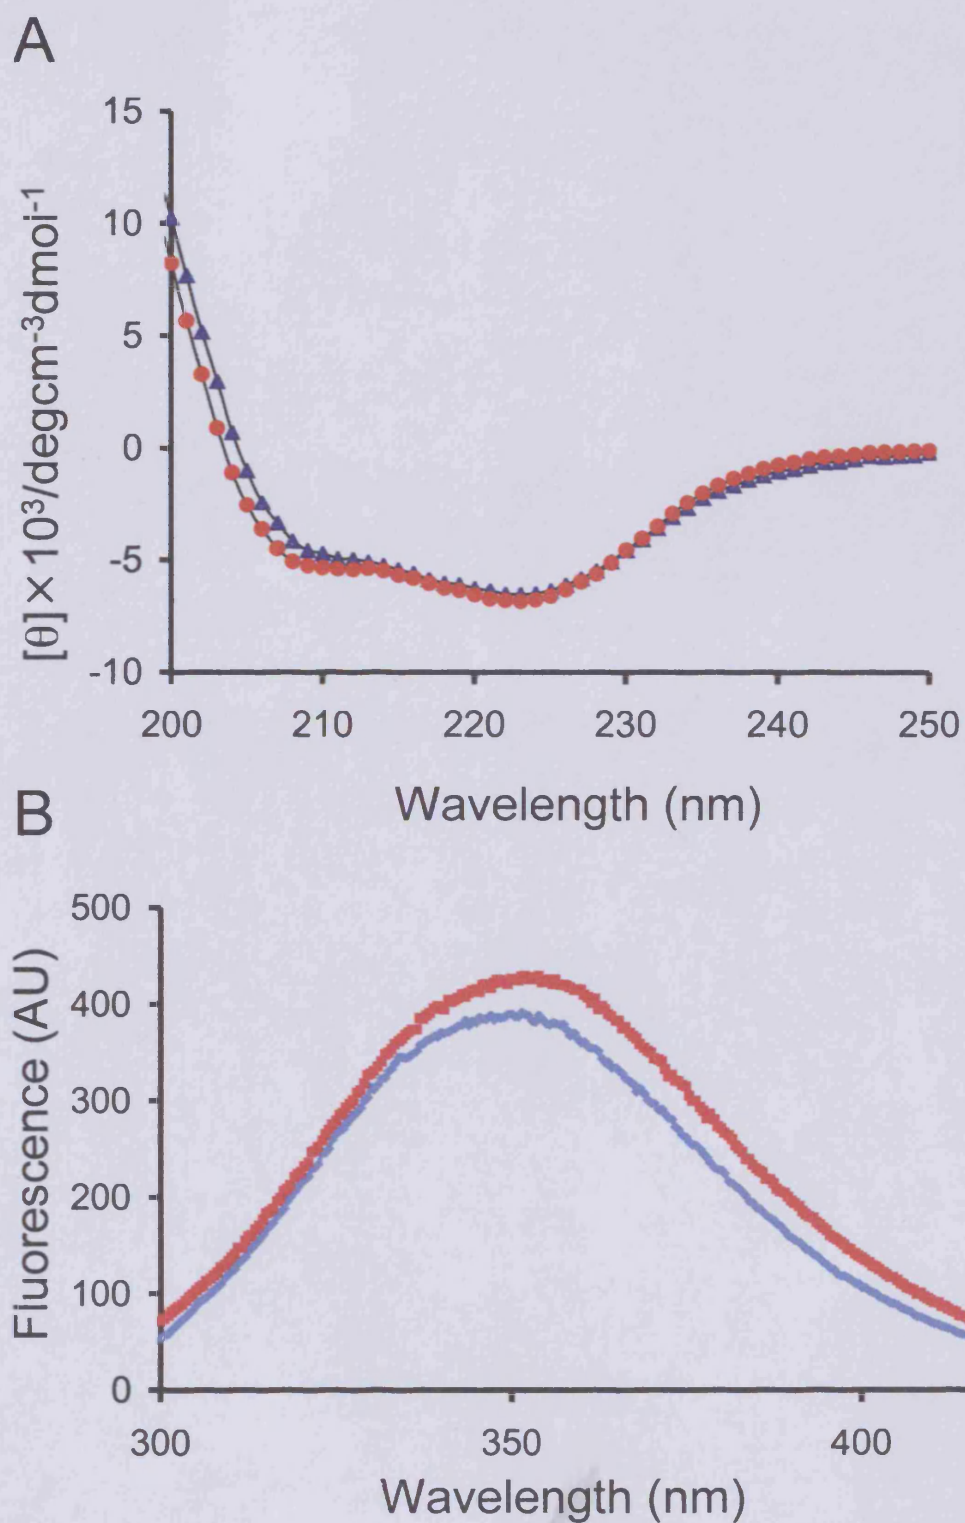 A
15
10
5
0
-5
-10
[θ]×10³/degcm⁻³dmol⁻¹
200 210 220 230 240 250
Wavelength (nm)
B
500
400
300
200
100
0
Fluorescence (AU)
300 350 400
Wavelength (nm)